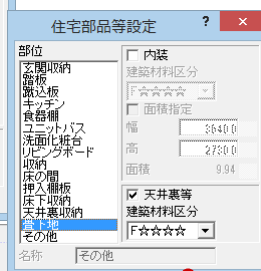 住宅部品等設定 ? ×
部位
玄関収納
踏板
蹴込板
キッチン
食器棚
ユニットバス
洗面化粧台
リビングボード
収納
床の間
押入棚板
床下収納
天井裏収納
畳下地
その他
内装
建築材料区分
F☆☆☆☆
面積指定
幅 3640.0
高 2730.0
面積 9.94
天井裏等
建築材料区分
F☆☆☆☆
名称 その他